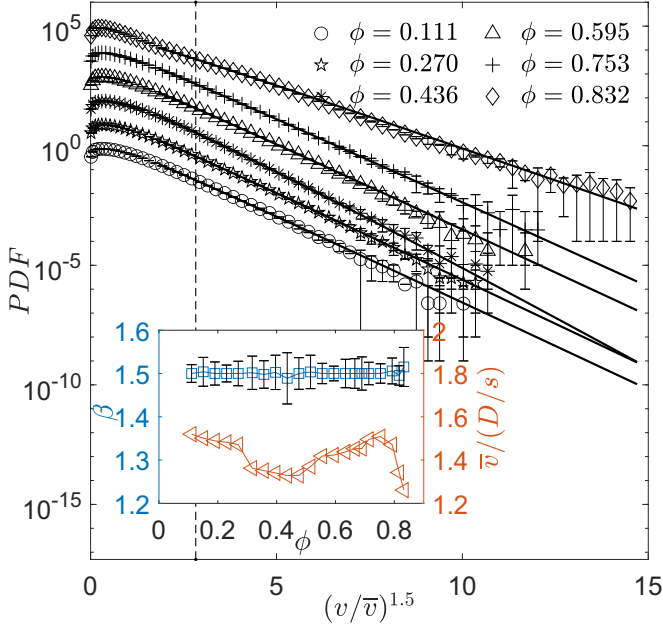 10^5
10^0
10^-5
10^-10
10^-15
PDF
ϕ = 0.111
ϕ = 0.270
ϕ = 0.436
ϕ = 0.595
ϕ = 0.753
ϕ = 0.832
1.6
1.5
1.4
1.3
1.2
β
2
1.8
1.6
1.4
1.2
v̅/(D/s)
0 0.2 0.4 0.6 0.8
ϕ
0 5 10 15
(v/v̅)^1.5